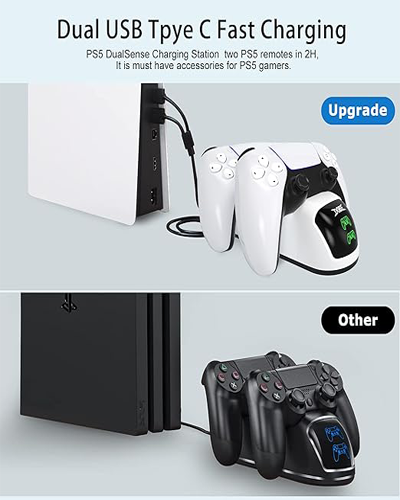 Dual USB Tpye C Fast Charging
PS5 DualSense Charging Station  two PS5 remotes in 2H,
It is must have accessories for PS5 gamers.
Upgrade
Other